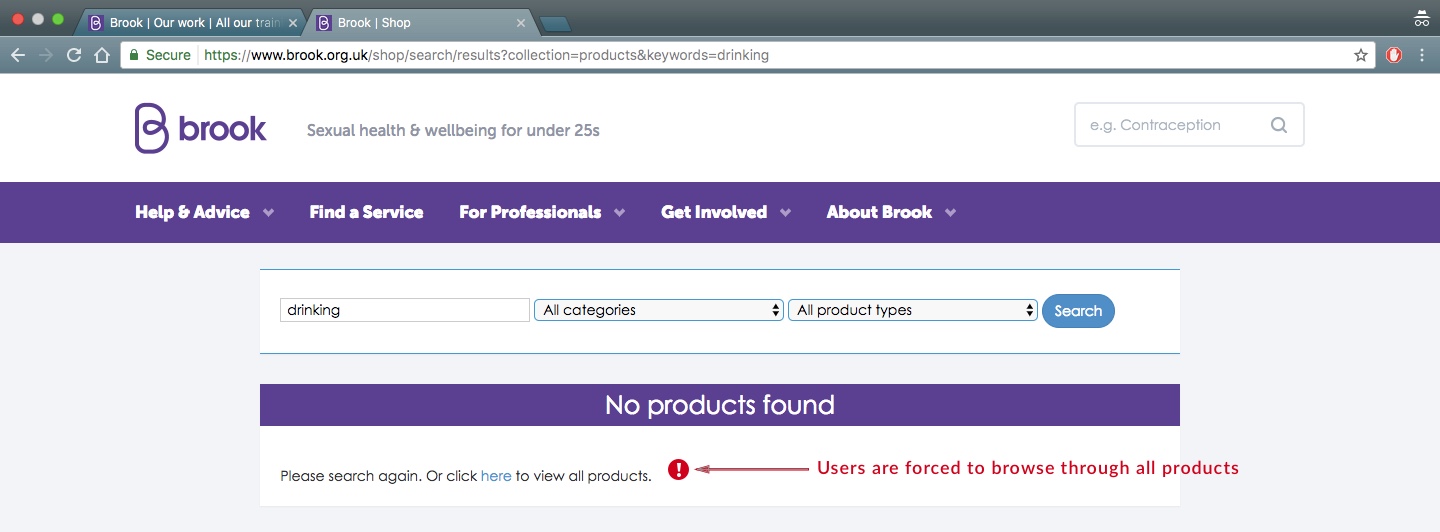 Brook | Our work | All our train
Brook | Shop
Secure https://www.brook.org.uk/shop/search/results?collection=products&keywords=drinking
brook Sexual health & wellbeing for under 25s e.g. Contraception
Help & Advice Find a Service For Professionals Get Involved About Brook
drinking All categories All product types Search
No products found
Please search again. Or click here to view all products. ! Users are forced to browse through all products